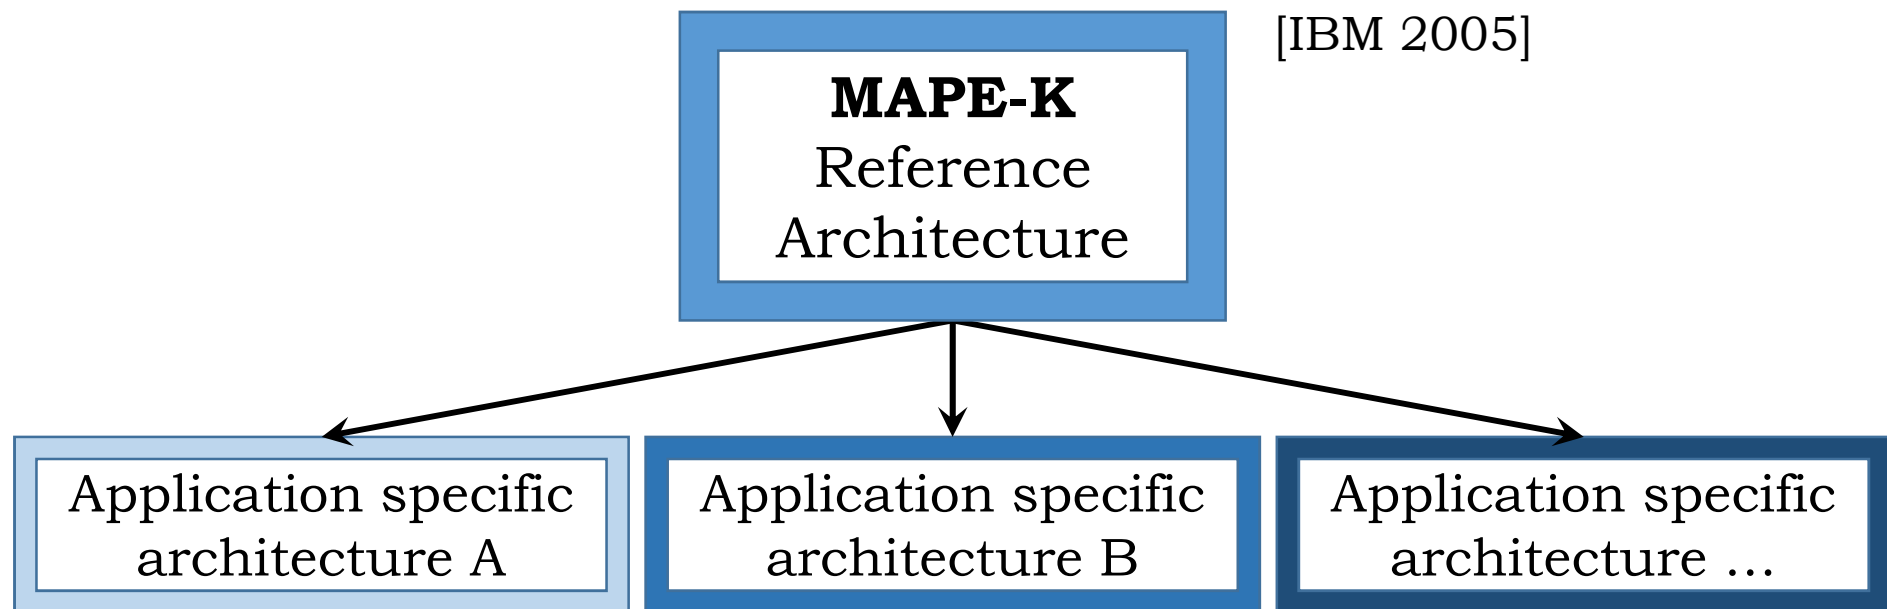 [IBM 2005]
MAPE-K
Reference
Architecture
Application specific
architecture A
Application specific
architecture B
Application specific
architecture ...